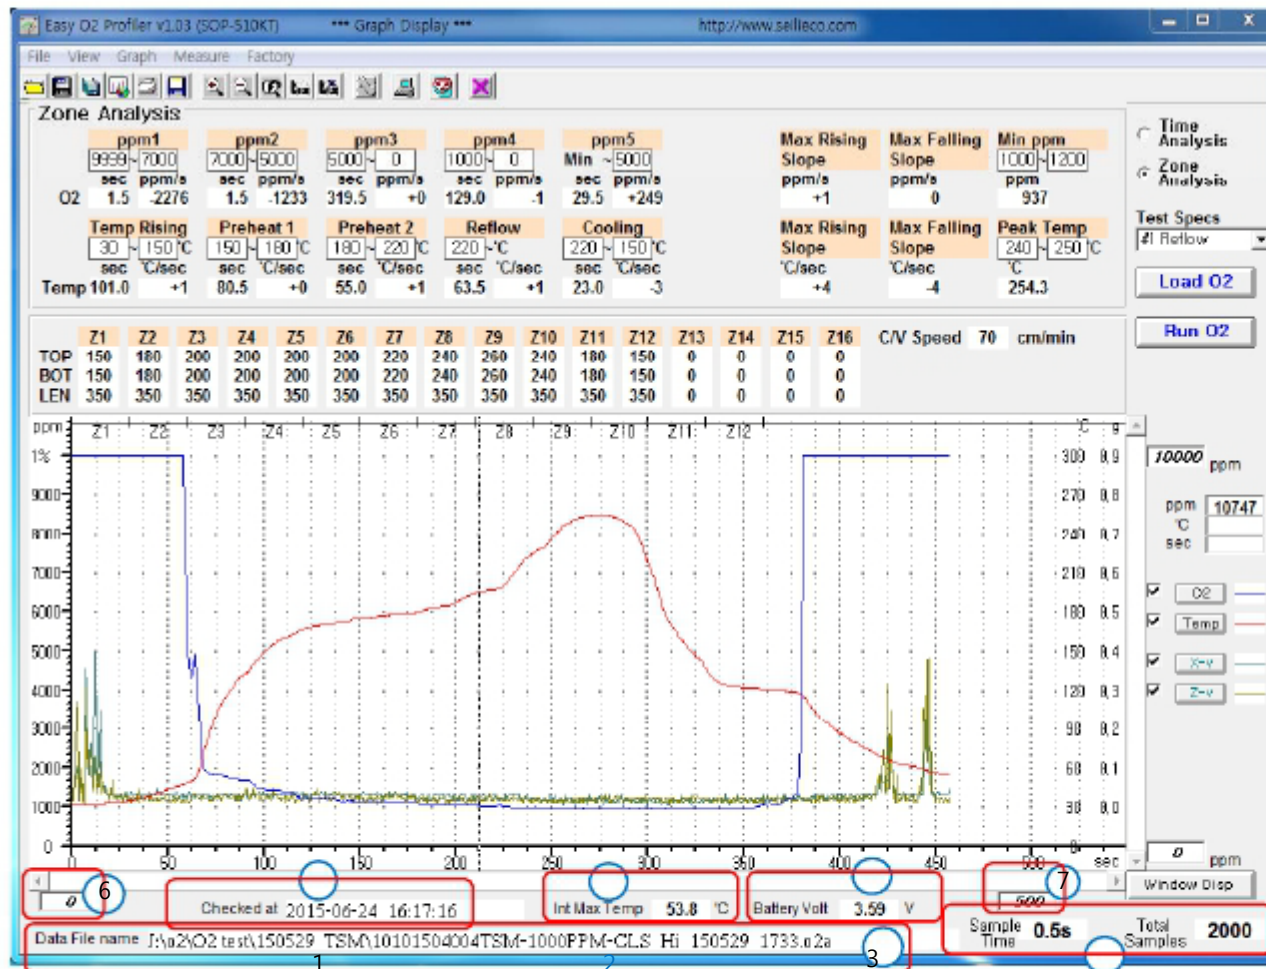 Easy O2 Profiler v1.03 (SOP-510KT) *** Graph Display *** http://www.sellieco.com
File View Graph Measure Factory
Zone Analysis
ppm1 ppm2 ppm3 ppm4 ppm5 Max Rising Slope Max Falling Slope Min ppm
9999 ~ 7000 7000 ~ 5000 5000 ~ 0 1000 ~ 0 Min ~ 5000 1000 ~ 1200
sec ppm/s sec ppm/s sec ppm/s sec ppm/s sec ppm/s ppm/s ppm/s ppm
O2 1.5 -2276 1.5 -1233 319.5 +0 129.0 -1 29.5 +249 +1 0 937
Temp Rising Preheat 1 Preheat 2 Reflow Cooling Max Rising Slope Max Falling Slope Peak Temp
30 ~ 150 °C 150 ~ 180 °C 180 ~ 220 °C 220 ~°C 220 ~ 150 °C 240 ~ 250 °C
sec °C/sec sec °C/sec sec °C/sec sec °C/sec sec °C/sec °C/sec °C/sec °C
Temp 101.0 +1 80.5 +0 55.0 +1 63.5 +1 23.0 -3 +4 -4 254.3
Time Analysis
Zone Analysis
Test Specs
#1 Reflow
Load O2
Run O2
Z1 Z2 Z3 Z4 Z5 Z6 Z7 Z8 Z9 Z10 Z11 Z12 Z13 Z14 Z15 Z16 C/V Speed 70 cm/min
TOP 150 180 200 200 200 200 220 240 260 240 180 150 0 0 0 0
BOT 150 180 200 200 200 200 220 240 260 240 180 150 0 0 0 0
LEN 350 350 350 350 350 350 350 350 350 350 350 350 0 0 0 0
ppm Z1 Z2 Z3 Z4 Z5 Z6 Z7 Z8 Z9 Z10 Z11 Z12 °C g
1% 300 0,9
9000 270 0,8
8000 240 0,7
7000 210 0,6
6000 180 0,5
5000 150 0,4
4000 120 0,3
3000 90 0,2
2000 60 0,1
1000 30 0,0
0 0
0 50 100 150 200 250 300 350 400 450 500 sec
10000 ppm
ppm 10747
°C
sec
O2
Temp
X-v
Z-v
0 ppm
Window Disp
0 6 Checked at 2015-06-24 16:17:16 Int Max Temp 53.8 °C Battery Volt 3.59 V 500 7
Sample Time 0.5s Total Samples 2000
Data File name J:\o2\O2 test\150529 TSM\10101504004TSM-1000PPM-CLS Hi 150529 1733.o2a
1 2 3